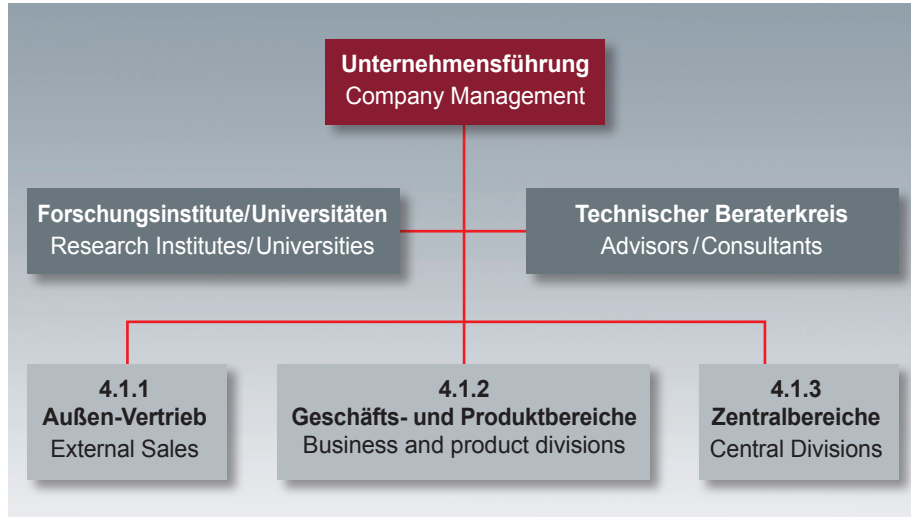 Unternehmensführung
Company Management
Forschungsinstitute/Universitäten
Research Institutes/Universities
Technischer Beraterkreis
Advisors/Consultants
4.1.1
Außen-Vertrieb
External Sales
4.1.2
Geschäfts- und Produktbereiche
Business and product divisions
4.1.3
Zentralbereiche
Central Divisions